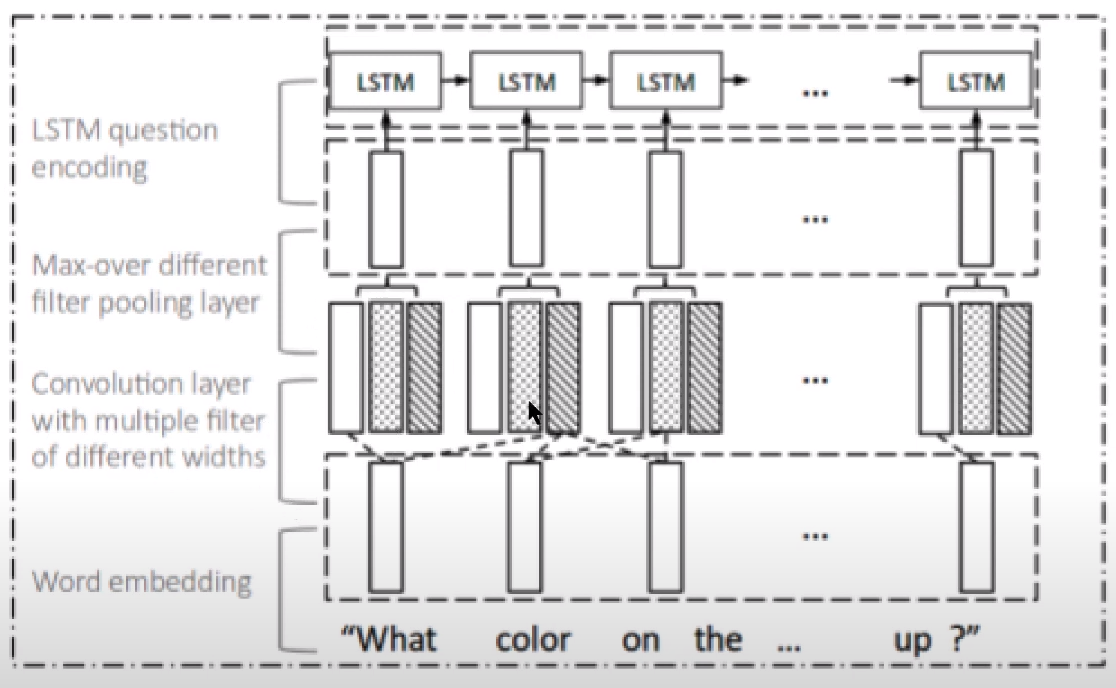 LSTM LSTM LSTM ... LSTM
LSTM question
encoding
...
Max-over different
filter pooling layer
...
Convolution layer
with multiple filter
of different widths
...
Word embedding
“What color on the ... up ?”